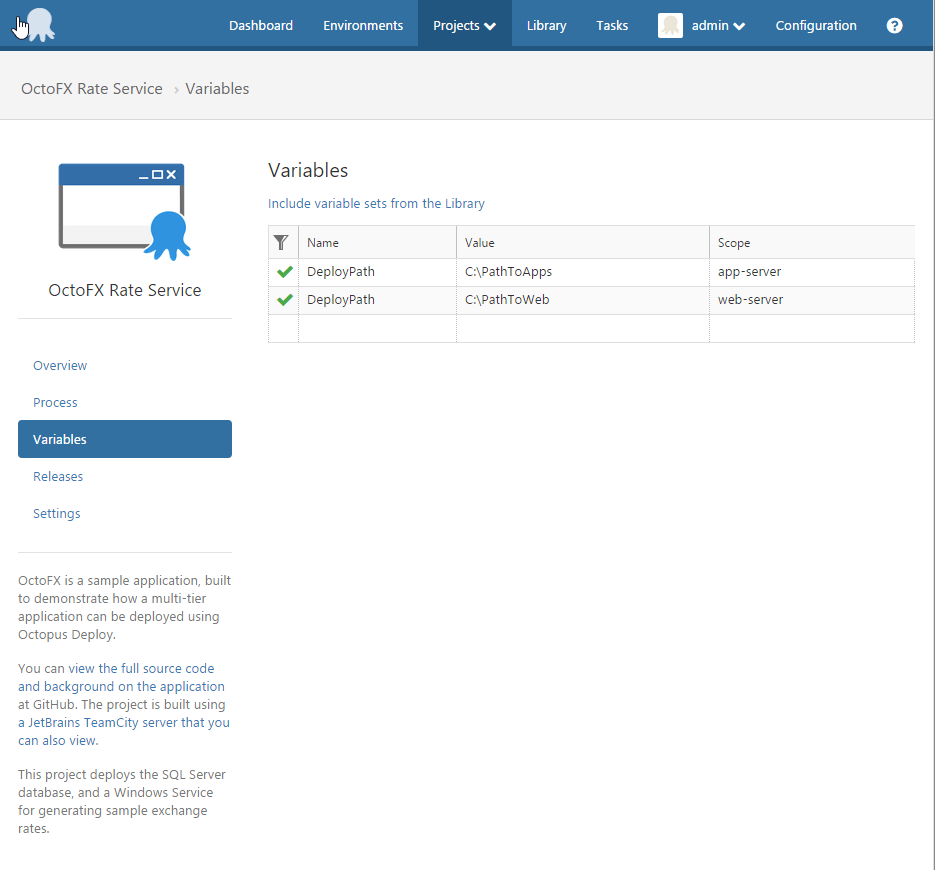 Dashboard Environments Projects Library Tasks admin Configuration ?
OctoFX Rate Service › Variables
OctoFX Rate Service
Overview
Process
Variables
Releases
Settings
OctoFX is a sample application, built
to demonstrate how a multi-tier
application can be deployed using
Octopus Deploy.
You can view the full source code
and background on the application
at GitHub. The project is built using
a JetBrains TeamCity server that you
can also view.
This project deploys the SQL Server
database, and a Windows Service
for generating sample exchange
rates.
Variables
Include variable sets from the Library
Name Value Scope
DeployPath C:\PathToApps app-server
DeployPath C:\PathToWeb web-server